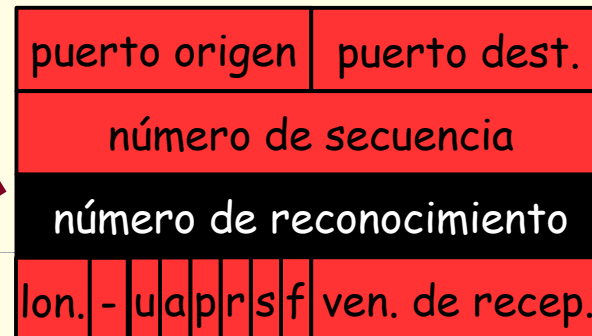 puerto origen puerto dest.
número de secuencia
número de reconocimiento
lon. - u a p r s f ven. de recep.